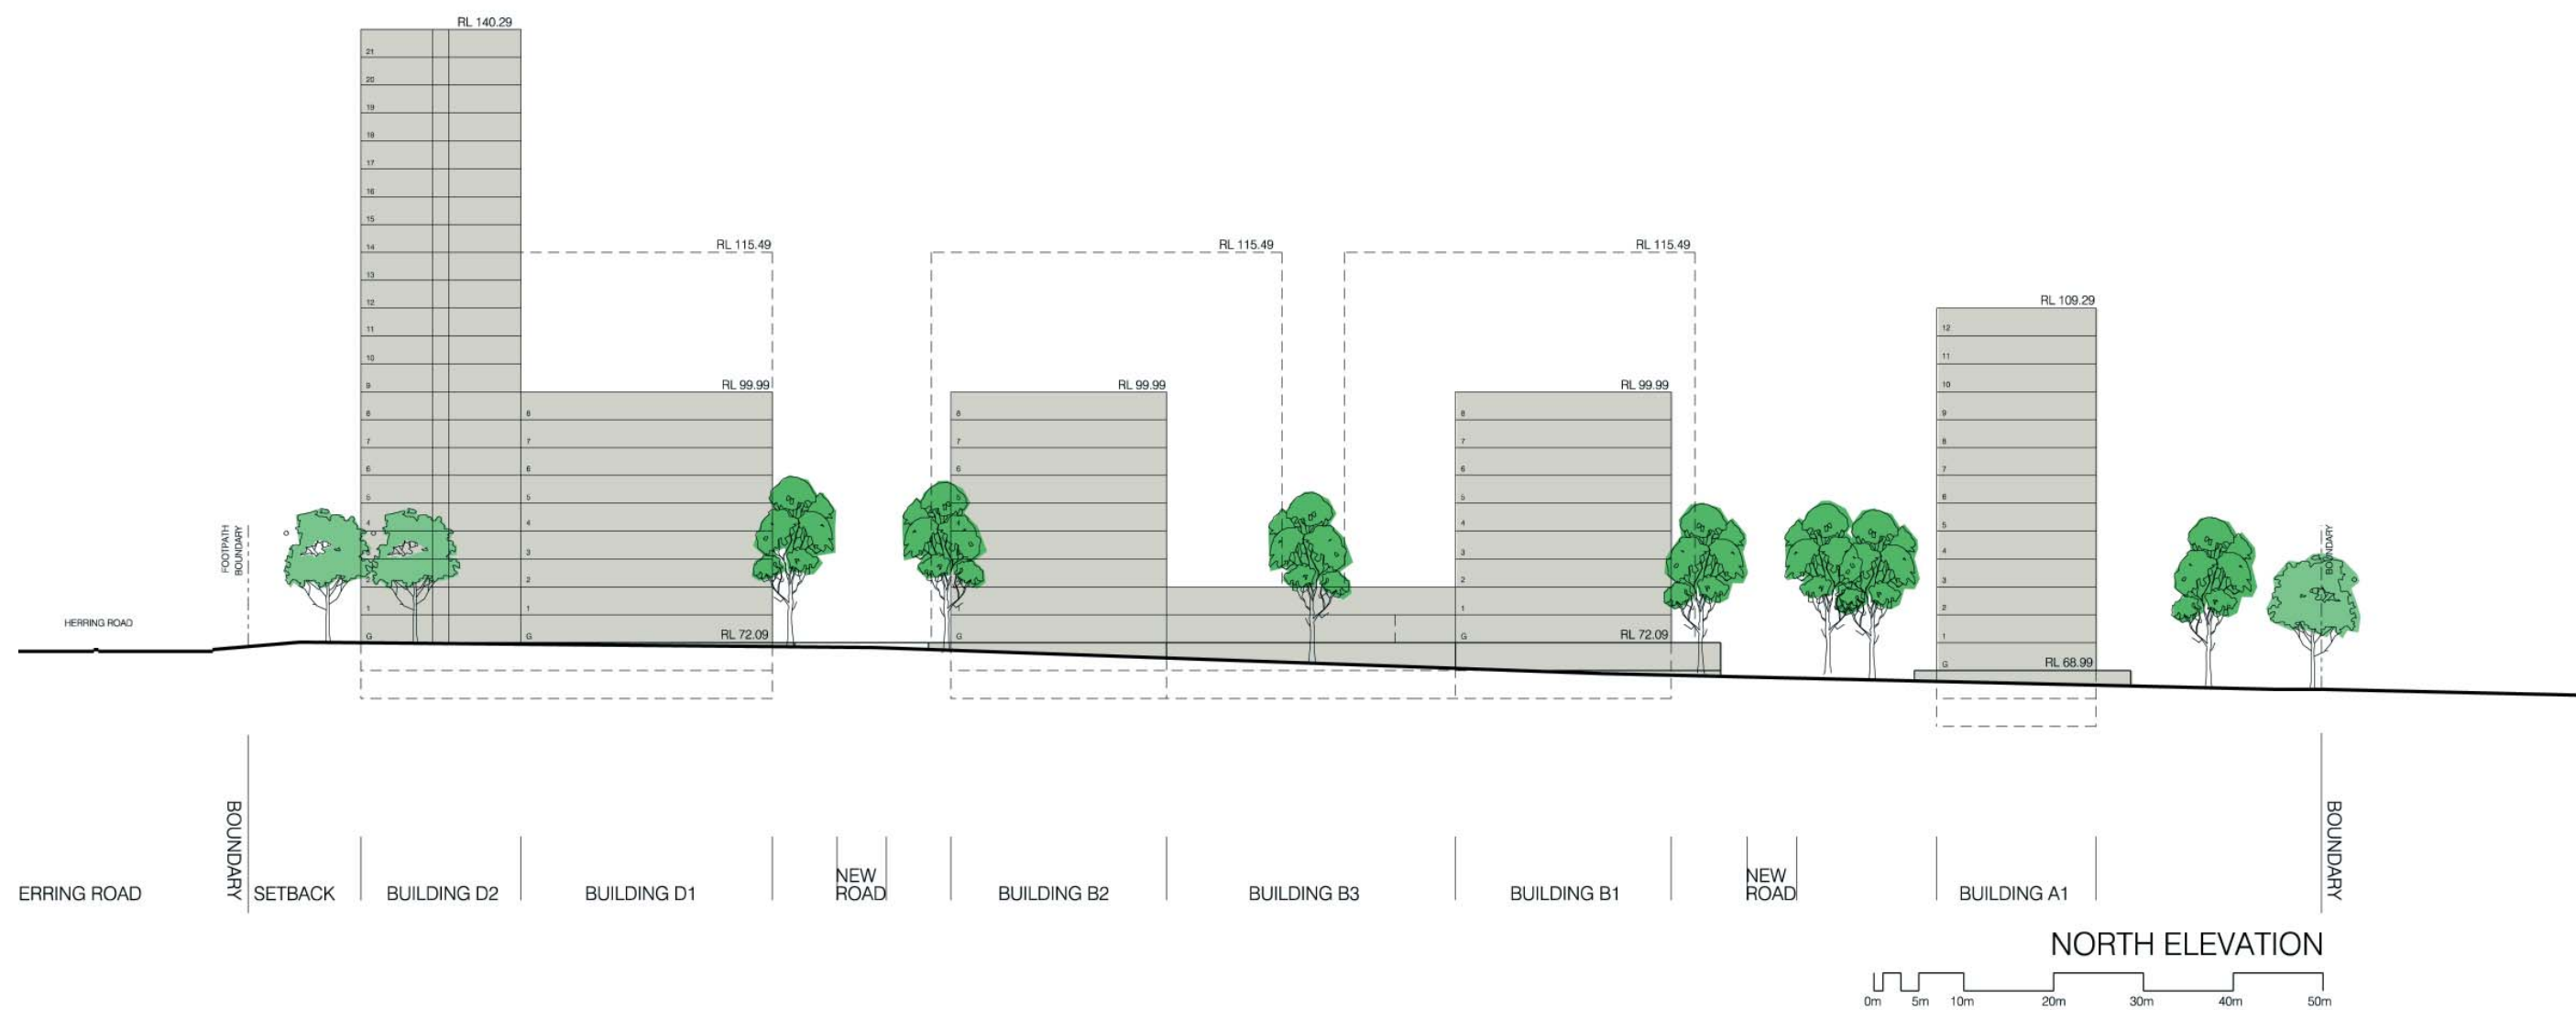 RL 140.29
21
20
19
18
17
16
15
14
13
12
11
10
9
8
7
6
5
4
1
G
RL 115.49
RL 99.99
8
7
6
5
4
3
2
1
G
RL 72.09
RL 115.49
RL 99.99
8
7
6
G
RL 115.49
RL 99.99
8
7
6
5
4
3
2
1
G
RL 72.09
RL 109.29
12
11
10
9
8
7
6
5
4
3
2
1
G
RL 68.99
FOOTPATH
BOUNDARY
BOUNDARY
HERRING ROAD
ERRING ROAD
BOUNDARY
SETBACK
BUILDING D2
BUILDING D1
NEW
ROAD
BUILDING B2
BUILDING B3
BUILDING B1
NEW
ROAD
BUILDING A1
BOUNDARY
NORTH ELEVATION
0m 5m 10m 20m 30m 40m 50m